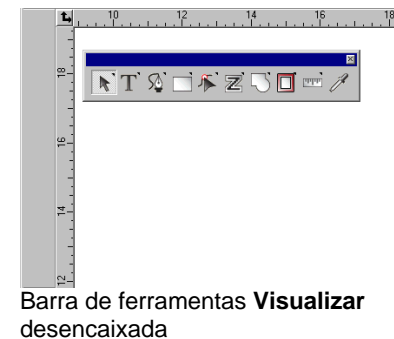 10 12 14 16 18
18
16
14
12
T
Z
Barra de ferramentas Visualizar
desencaixada